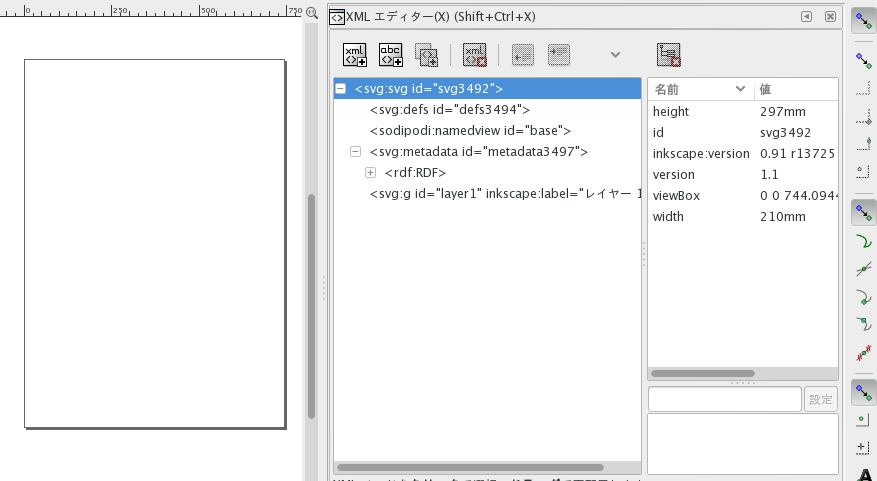 0 250 500 750
XML エディター(X) (Shift+Ctrl+X)
xml abc xml
<svg:svg id="svg3492">
<svg:defs id="defs3494">
<sodipodi:namedview id="base">
<svg:metadata id="metadata3497">
<rdf:RDF>
<svg:g id="layer1" inkscape:label="レイヤー 1
名前 値
height 297mm
id svg3492
inkscape:version 0.91 r13725
version 1.1
viewBox 0 0 744.0944
width 210mm
設定
A